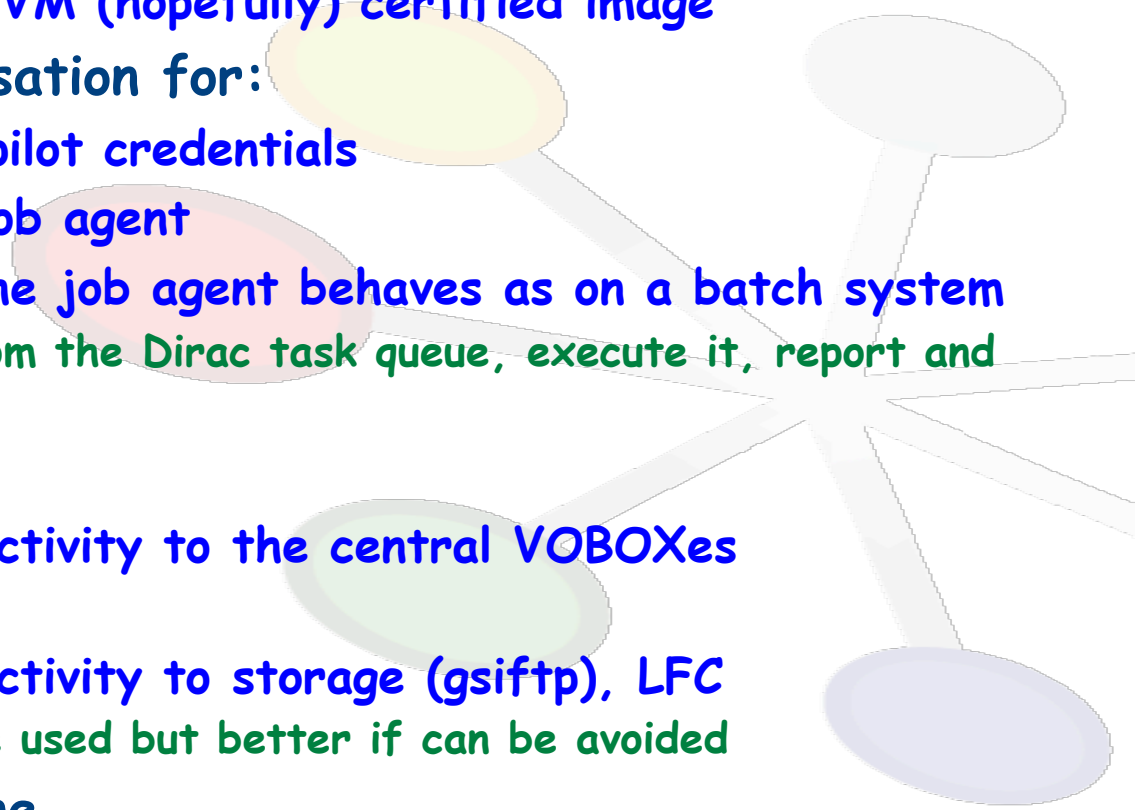 VM (hopefully) certified image
sation for:
pilot credentials
ob agent
ne job agent behaves as on a batch system
om the Dirac task queue, execute it, report and
ctivity to the central VOBOXes
ctivity to storage (gsiftp), LFC
used but better if can be avoided